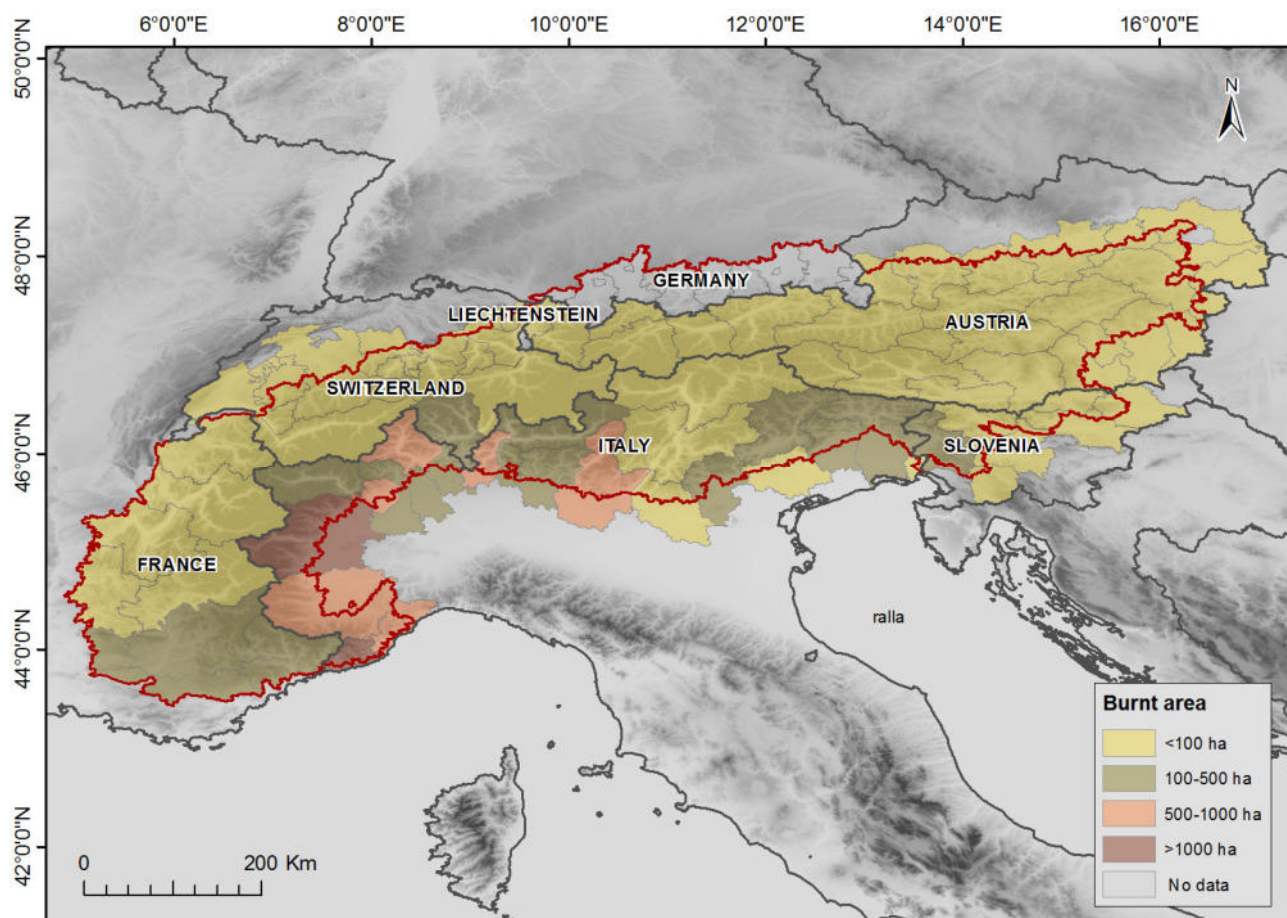 6°0'0"E 8°0'0"E 10°0'0"E 12°0'0"E 14°0'0"E 16°0'0"E
50°0'0"N
N
48°0'0"N
GERMANY
LIECHTENSTEIN
AUSTRIA
SWITZERLAND
46°0'0"N
ITALY
SLOVENIA
FRANCE
ralla
44°0'0"N
Burnt area
<100 ha
100-500 ha
500-1000 ha
>1000 ha
No data
42°0'0"N
0 200 Km